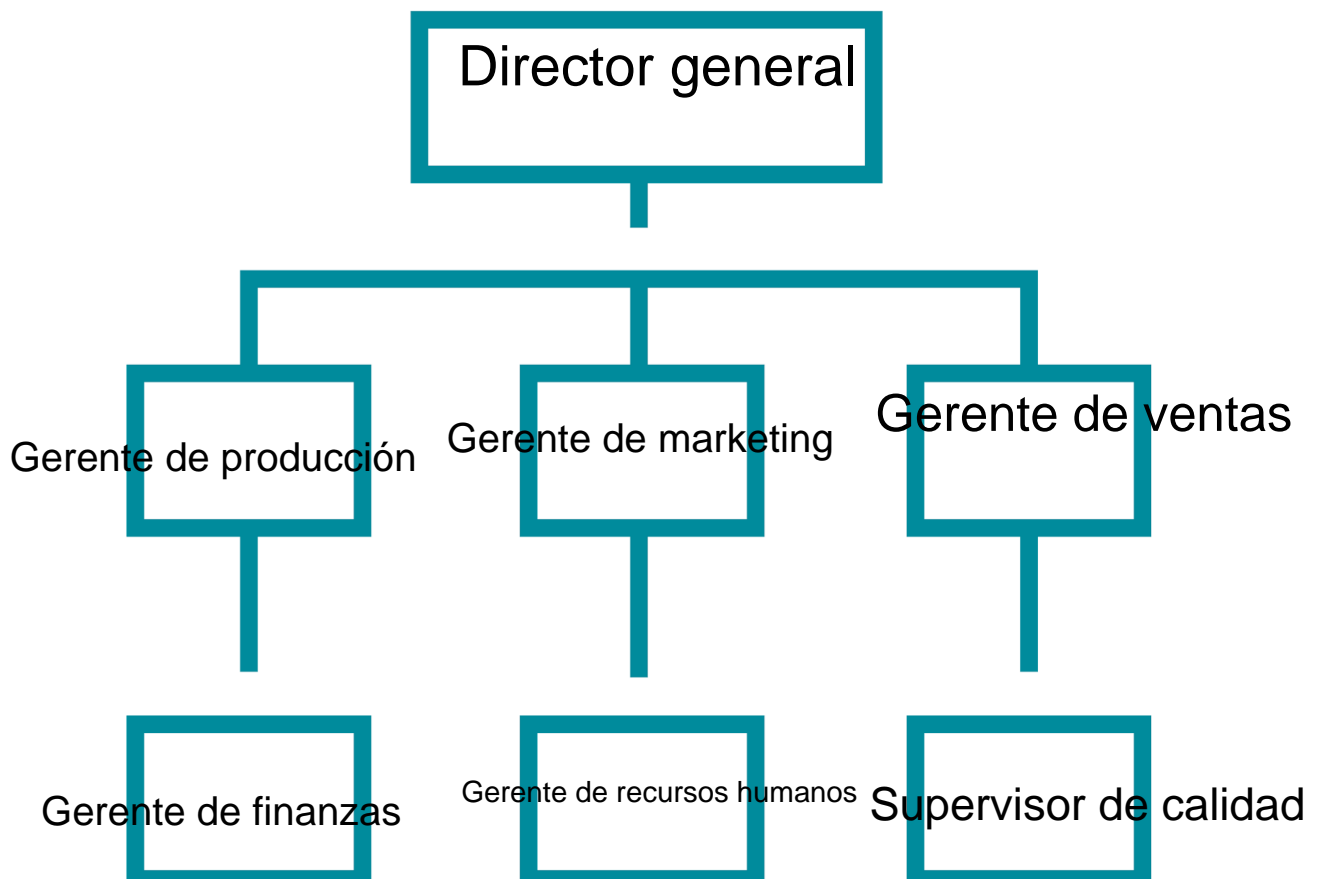 Director general
Gerente de producción
Gerente de marketing
Gerente de ventas
Gerente de finanzas
Gerente de recursos humanos
Supervisor de calidad